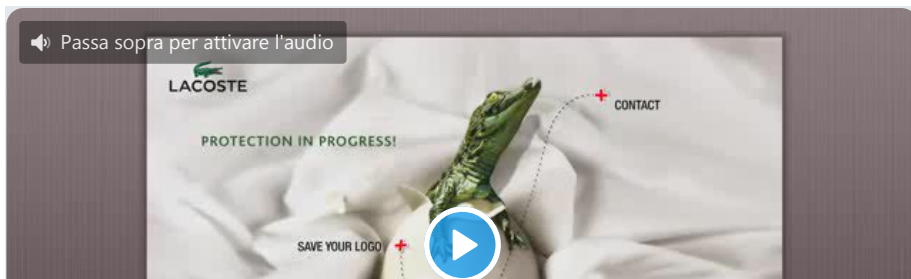 Passa sopra per attivare l'audio
LACOSTE
CONTACT
PROTECTION IN PROGRESS!
SAVE YOUR LOGO